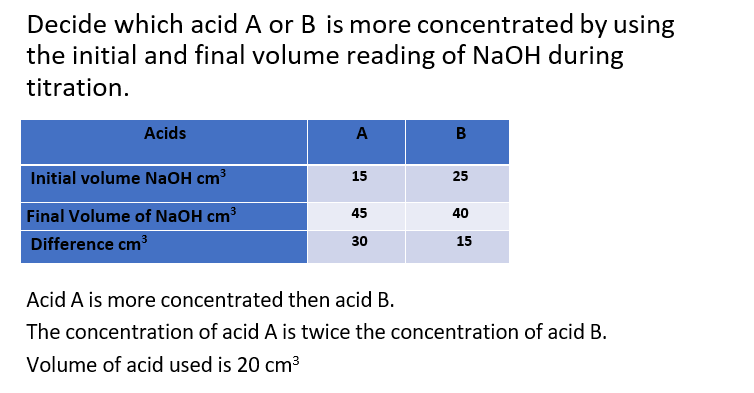 Decide which acid A or B is more concentrated by using
the initial and final volume reading of NaOH during
titration.
Acids A B
Initial volume NaOH cm³ 15 25
Final Volume of NaOH cm³ 45 40
Difference cm³ 30 15
Acid A is more concentrated then acid B.
The concentration of acid A is twice the concentration of acid B.
Volume of acid used is 20 cm³